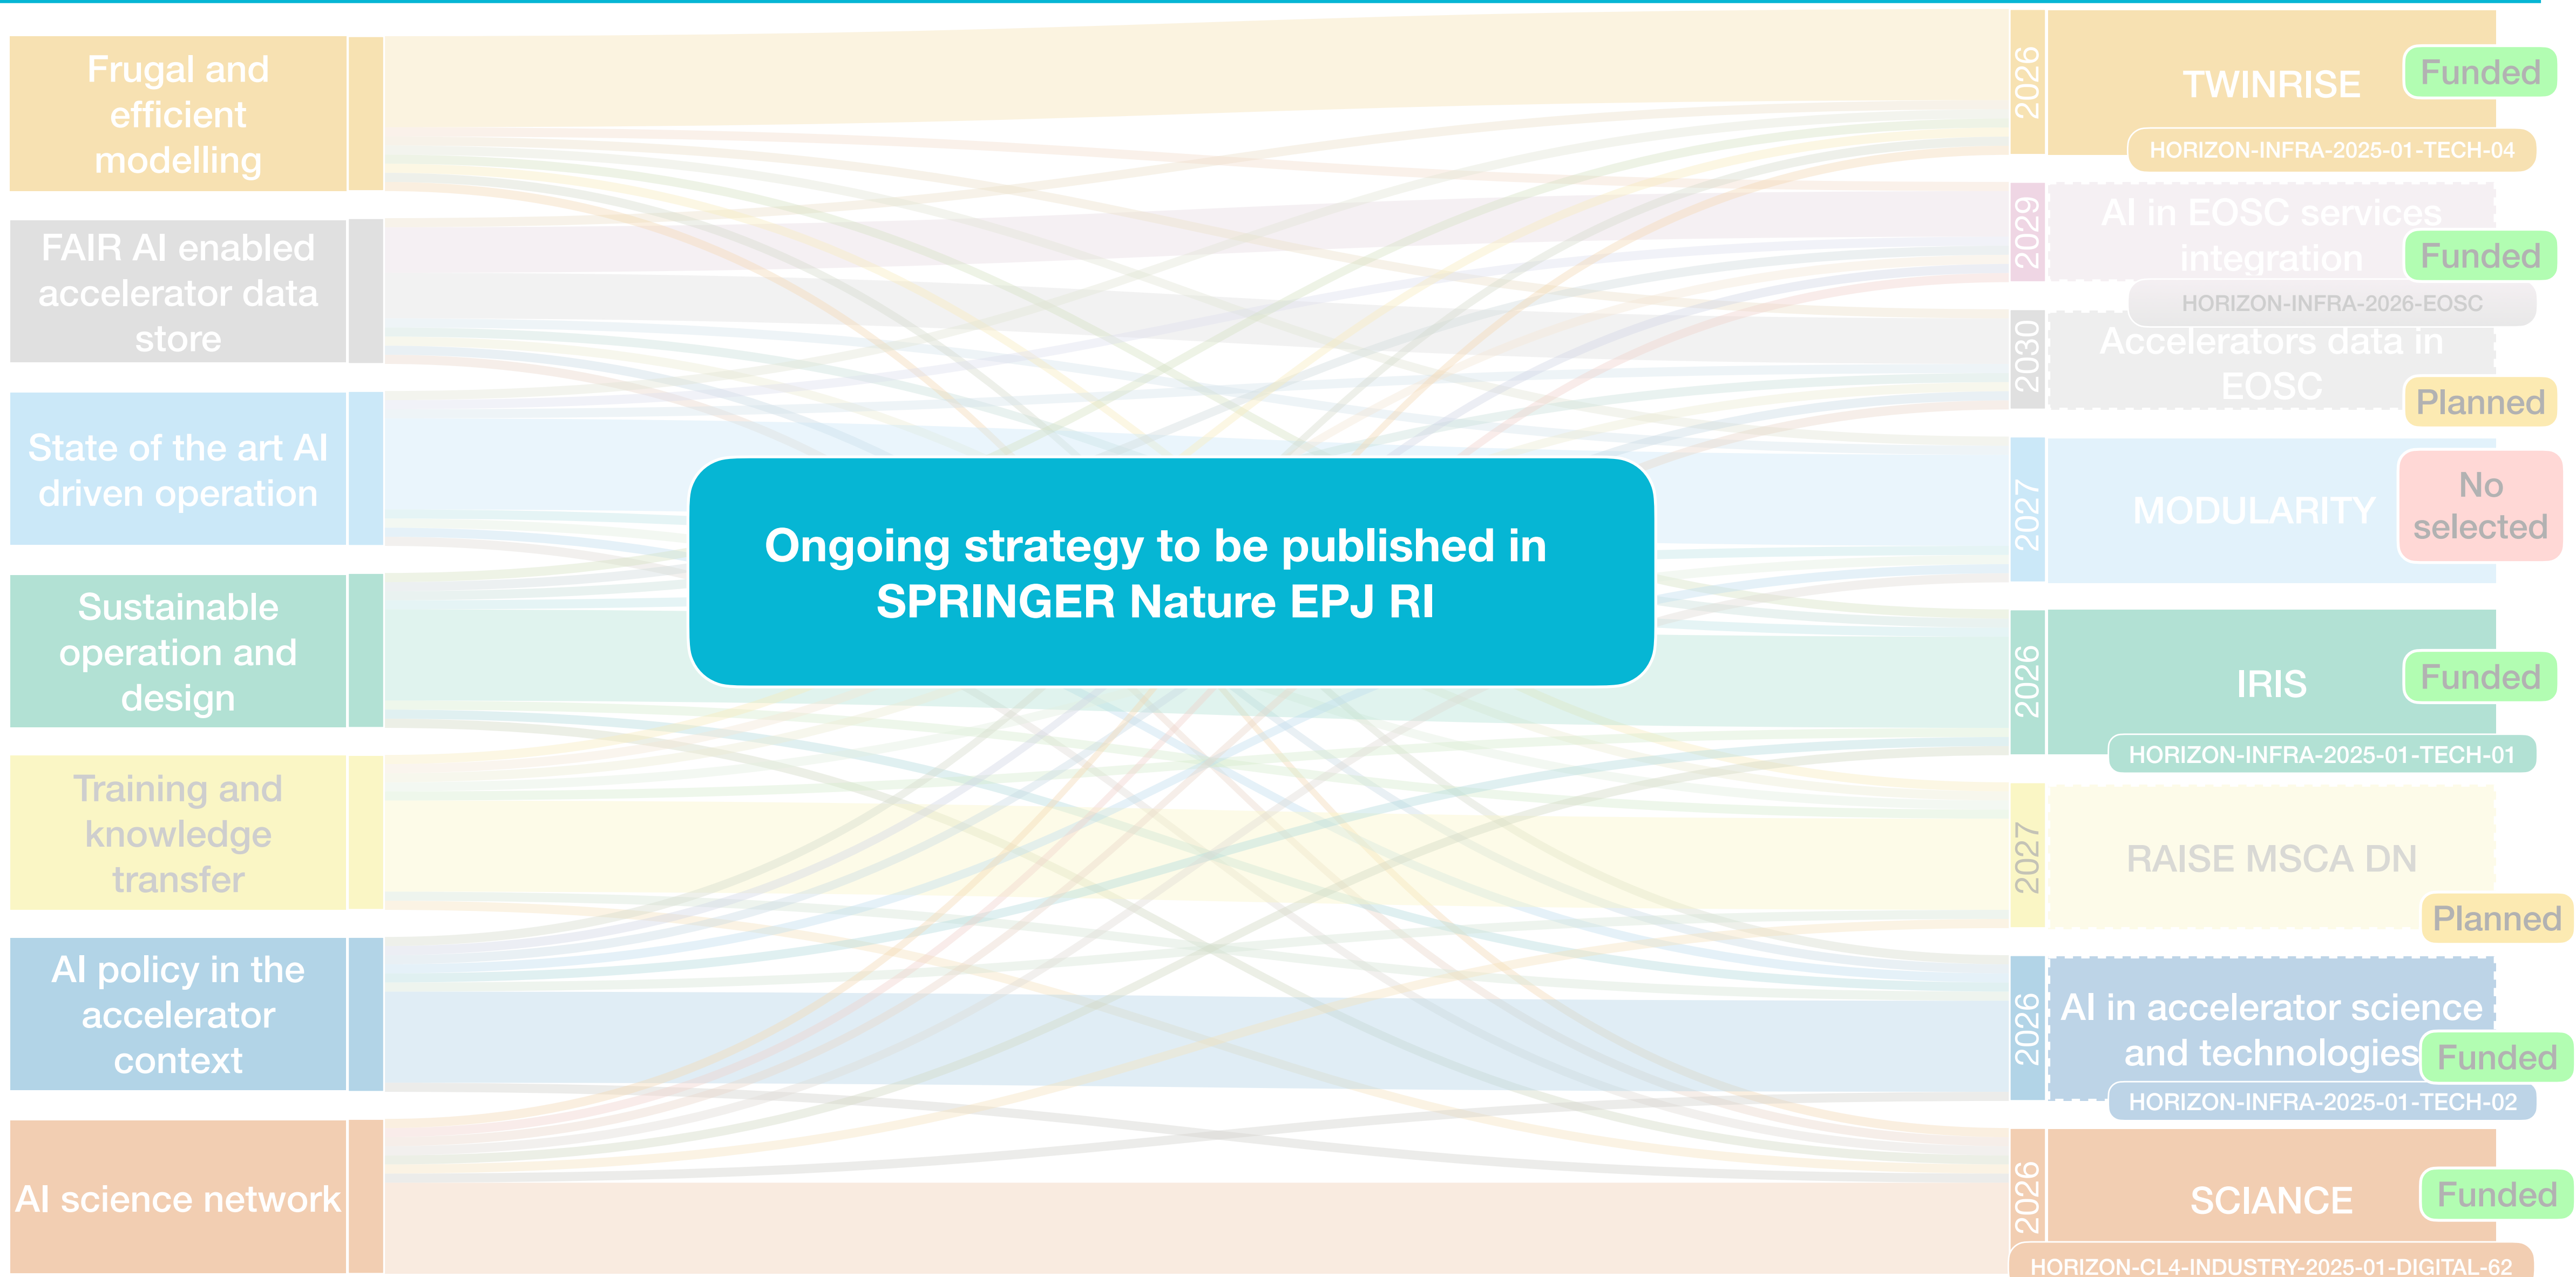 Frugal and
efficient
modelling
FAIR AI enabled
accelerator data
store
State of the art AI
driven operation
Sustainable
operation and
design
Training and
knowledge
transfer
AI policy in the
accelerator
context
AI science network
Ongoing strategy to be published in
SPRINGER Nature EPJ RI
2026
TWINRISE
Funded
HORIZON-INFRA-2025-01-TECH-04
2029
AI in EOSC services
integration
Funded
HORIZON-INFRA-2026-EOSC
2030
Accelerators data in
EOSC
Planned
2027
MODULARITY
No
selected
2026
IRIS
Funded
HORIZON-INFRA-2025-01-TECH-01
2027
RAISE MSCA DN
Planned
2026
AI in accelerator science
and technologies
Funded
HORIZON-INFRA-2025-01-TECH-02
2026
SCIANCE
Funded
HORIZON-CL4-INDUSTRY-2025-01-DIGITAL-62